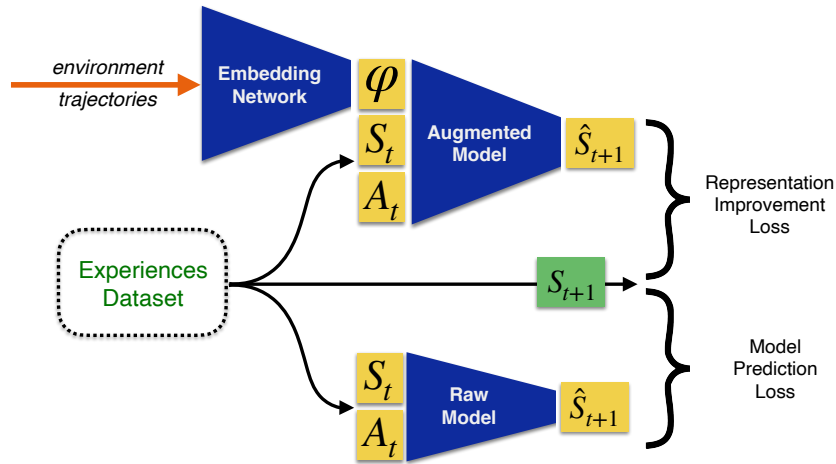 environment
trajectories
Embedding
Network
φ
S_t
A_t
Augmented
Model
Ŝ_{t+1}
Representation
Improvement
Loss
Experiences
Dataset
S_{t+1}
S_t
A_t
Raw
Model
Ŝ_{t+1}
Model
Prediction
Loss